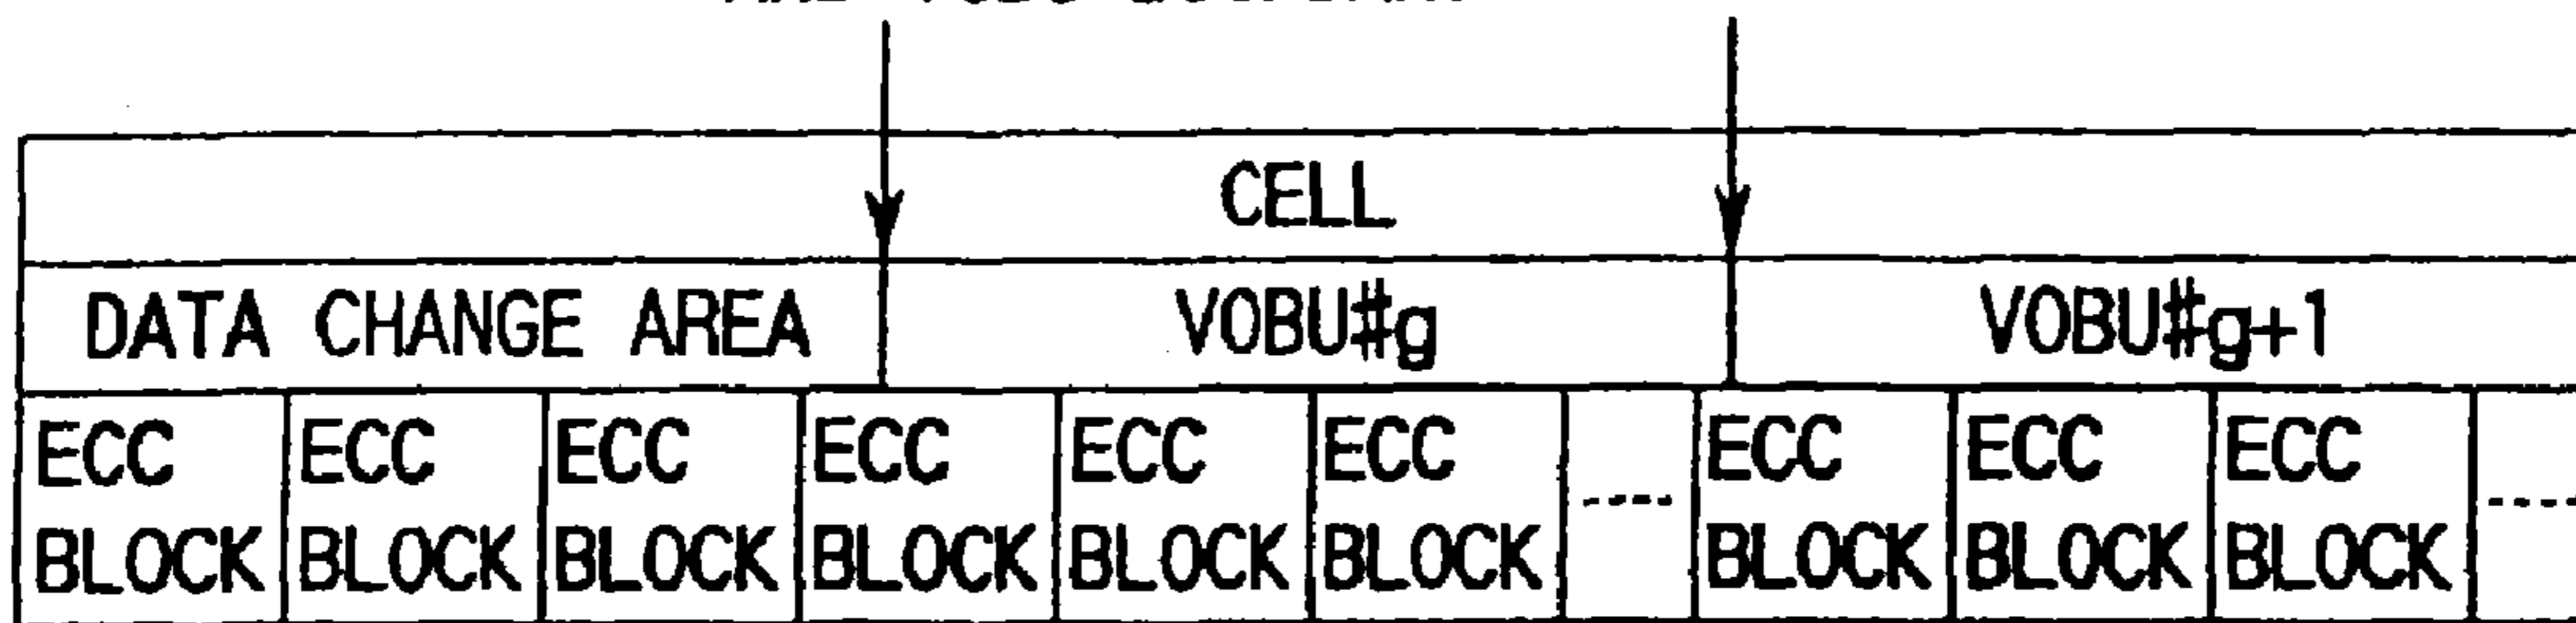 CELL
DATA CHANGE AREA VOBU#g VOBU#g+1
ECC ECC ECC ECC ECC ECC ---- ECC ECC ECC ----
BLOCK BLOCK BLOCK BLOCK BLOCK BLOCK BLOCK BLOCK BLOCK